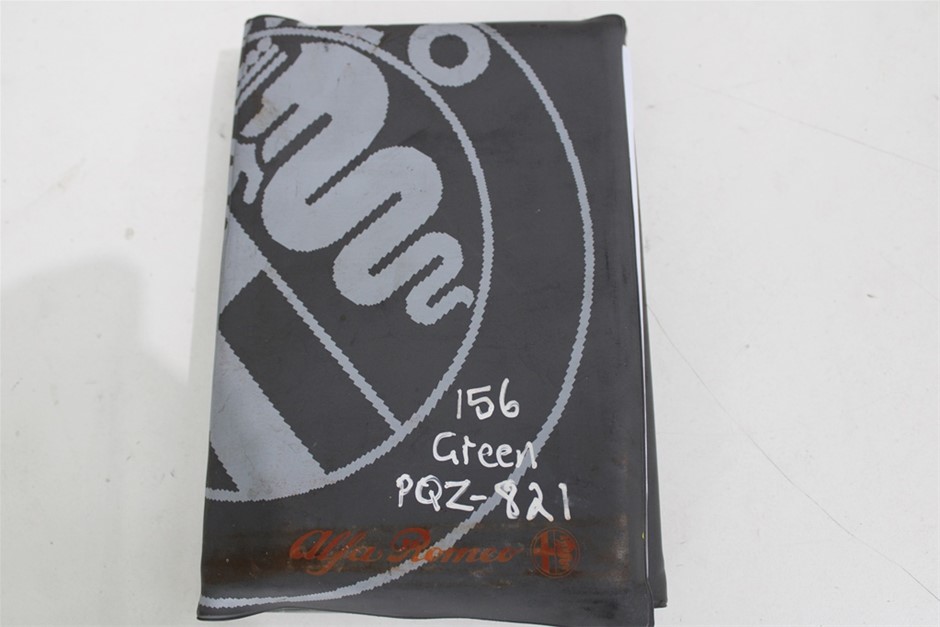 O
156
Green
PQZ-821
Alfa Romeo